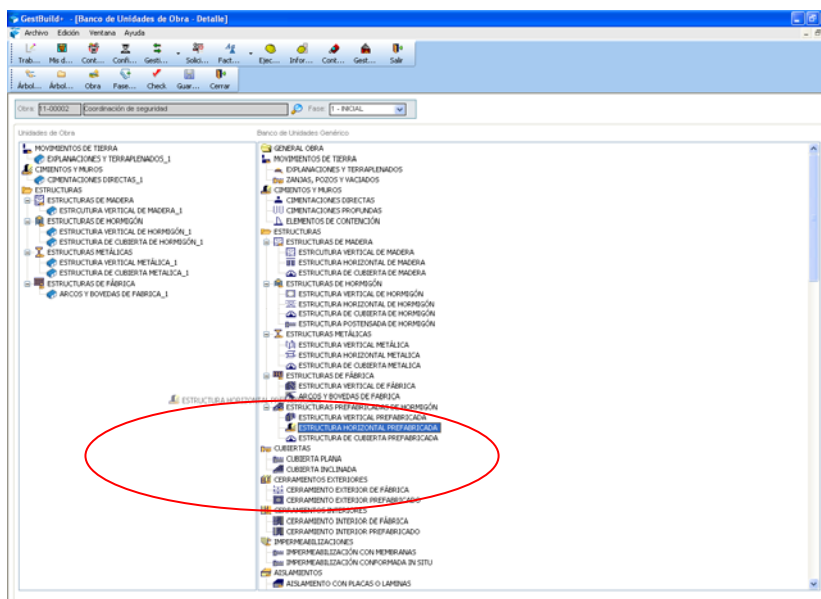 GestBuild+ - [Banco de Unidades de Obra - Detalle]
Archivo Edición Ventana Ayuda
Trab... Mis d... Cont... Confi... Gesti... Solici... Fact... Ejec... Infor... Cont... Gest... Salir
Árbol... Árbol... Obra Fase... Check Guar... Cerrar
Obra: 11-00002 Coordinación de seguridad Fase: 1 - INICIAL
Unidades de Obra
MOVIMIENTOS DE TIERRA
EXPLANACIONES Y TERRAPLENADOS_1
CIMIENTOS Y MUROS
CIMENTACIONES DIRECTAS_1
ESTRUCTURAS
ESTRUCTURAS DE MADERA
ESTRCUTURA VERTICAL DE MADERA_1
ESTRUCTURAS DE HORMIGÓN
ESTRUCTURA VERTICAL DE HORMIGÓN_1
ESTRUCTURA DE CUBIERTA DE HORMIGÓN_1
ESTRUCTURAS METÁLICAS
ESTRUCTURA VERTICAL METÁLICA_1
ESTRUCTURA DE CUBIERTA METALICA_1
ESTRUCTURAS DE FÁBRICA
ARCOS Y BOVEDAS DE FABRICA_1
Banco de Unidades Genérico
GENERAL OBRA
MOVIMIENTOS DE TIERRA
EXPLANACIONES Y TERRAPLENADOS
ZANJAS, POZOS Y VACIADOS
CIMIENTOS Y MUROS
CIMENTACIONES DIRECTAS
CIMENTACIONES PROFUNDAS
ELEMENTOS DE CONTENCIÓN
ESTRUCTURAS
ESTRUCTURAS DE MADERA
ESTRCUTURA VERTICAL DE MADERA
ESTRUCTURA HORIZONTAL DE MADERA
ESTRUCTURA DE CUBIERTA DE MADERA
ESTRUCTURAS DE HORMIGÓN
ESTRUCTURA VERTICAL DE HORMIGÓN
ESTRUCTURA HORIZONTAL DE HORMIGÓN
ESTRUCTURA DE CUBIERTA DE HORMIGÓN
ESTRUCTURA POSTENSADA DE HORMIGÓN
ESTRUCTURAS METÁLICAS
ESTRUCTURA VERTICAL METÁLICA
ESTRUCTURA HORIZONTAL METALICA
ESTRUCTURA DE CUBIERTA METALICA
ESTRUCTURAS DE FÁBRICA
ESTRUCTURA VERTICAL DE FÁBRICA
ARCOS Y BOVEDAS DE FABRICA
ESTRUCTURA HORIZONTAL
ESTRUCTURAS PREFABRICADAS DE HORMIGÓN
ESTRUCTURA VERTICAL PREFABRICADA
ESTRUCTURA HORIZONTAL PREFABRICADA
ESTRUCTURA DE CUBIERTA PREFABRICADA
CUBIERTAS
CUBIERTA PLANA
CUBIERTA INCLINADA
CERRAMIENTOS EXTERIORES
CERRAMIENTO EXTERIOR DE FÁBRICA
CERRAMIENTO EXTERIOR PREFABRICADO
CERRAMIENTOS INTERIORES
CERRAMIENTO INTERIOR DE FÁBRICA
CERRAMIENTO INTERIOR PREFABRICADO
IMPERMEABILIZACIONES
IMPERMEABILIZACIÓN CON MEMBRANAS
IMPERMEABILIZACIÓN CONFORMADA IN SITU
AISLAMIENTOS
AISLAMIENTO CON PLACAS O LAMINAS